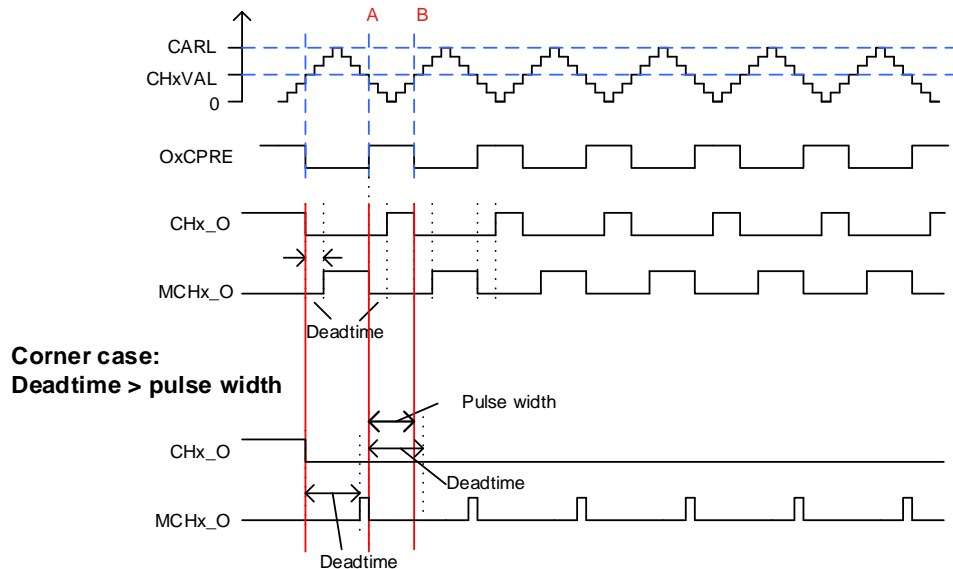 A B
CARL
CHxVAL
0
OxCPRE
CHx_O
MCHx_O
Deadtime
Corner case:
Deadtime > pulse width
Pulse width
CHx_O
Deadtime
MCHx_O
Deadtime